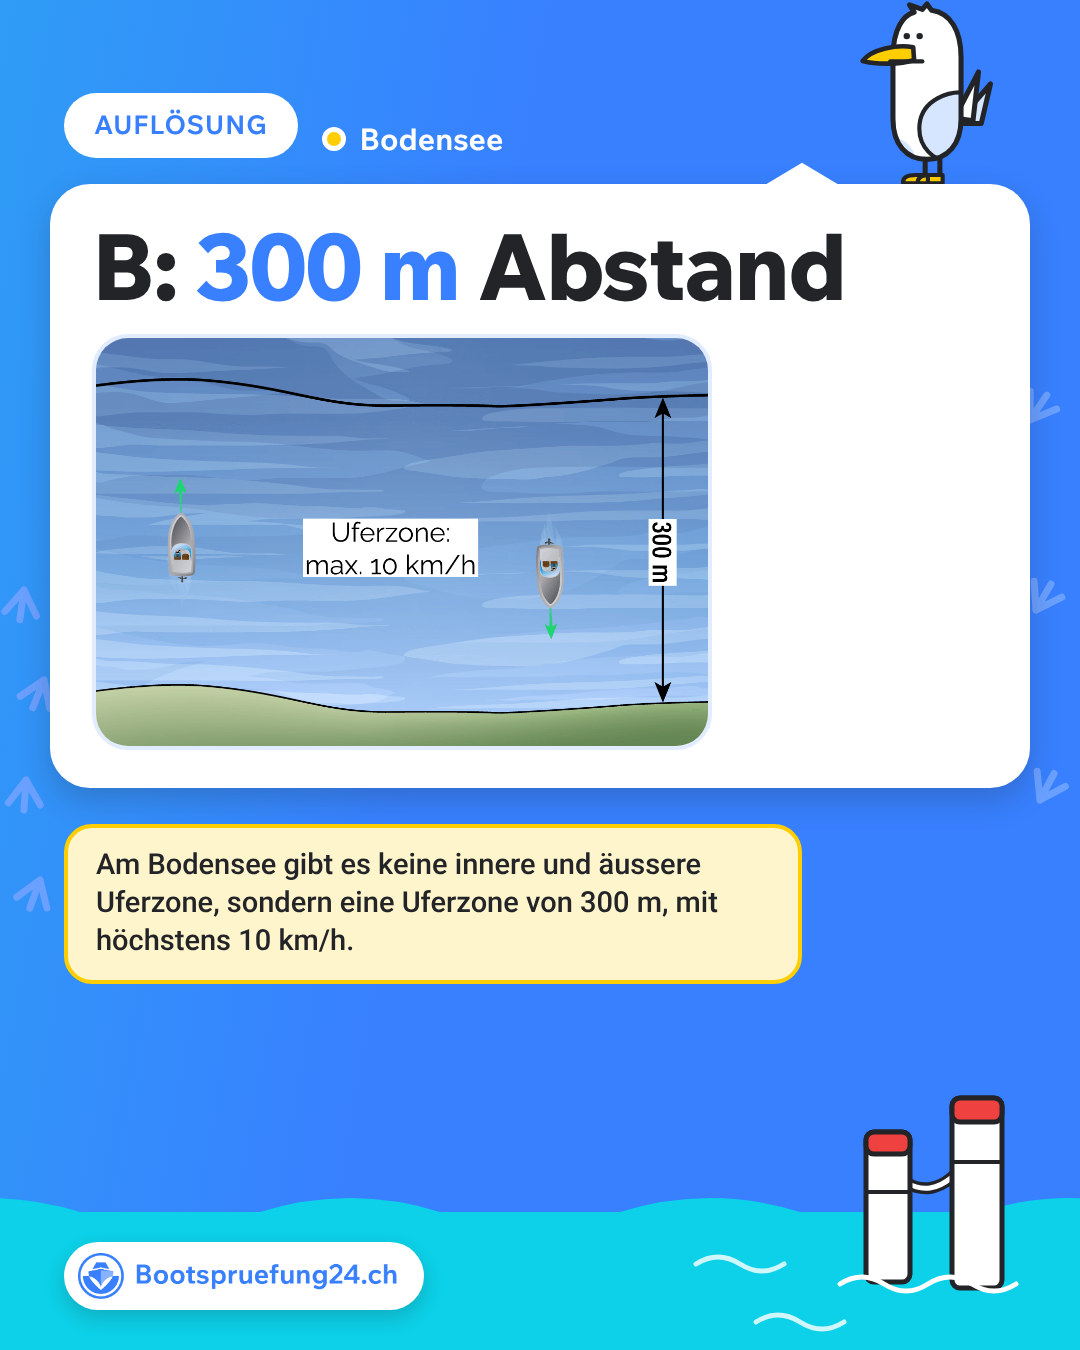 AUFLÖSUNG
Bodensee
B: 300 m Abstand
Uferzone:
max. 10 km/h
300 m
Am Bodensee gibt es keine innere und äussere
Uferzone, sondern eine Uferzone von 300 m, mit
höchstens 10 km/h.
Bootspruefung24.ch